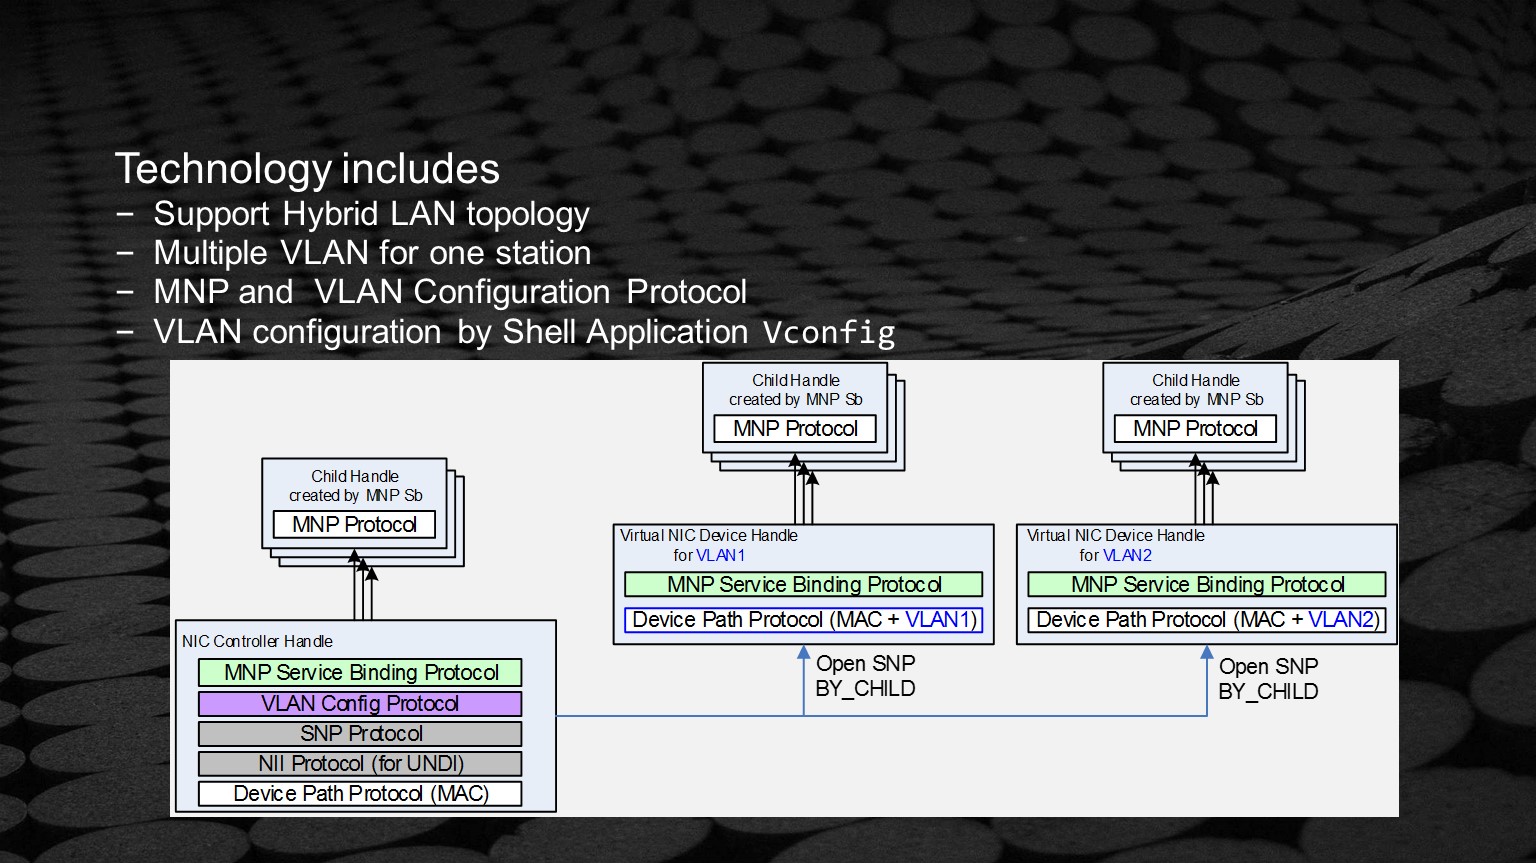 Technology includes
– Support Hybrid LAN topology
– Multiple VLAN for one station
– MNP and VLAN Configuration Protocol
– VLAN configuration by Shell Application Vconfig
Child Handle
created by MNP Sb
MNP Protocol
Child Handle
created by MNP Sb
MNP Protocol
Child Handle
created by MNP Sb
MNP Protocol
NIC Controller Handle
MNP Service Binding Protocol
VLAN Config Protocol
SNP Protocol
NII Protocol (for UNDI)
Device Path Protocol (MAC)
Virtual NIC Device Handle
for VLAN1
MNP Service Binding Protocol
Device Path Protocol (MAC + VLAN1)
Open SNP
BY_CHILD
Virtual NIC Device Handle
for VLAN2
MNP Service Binding Protocol
Device Path Protocol (MAC + VLAN2)
Open SNP
BY_CHILD